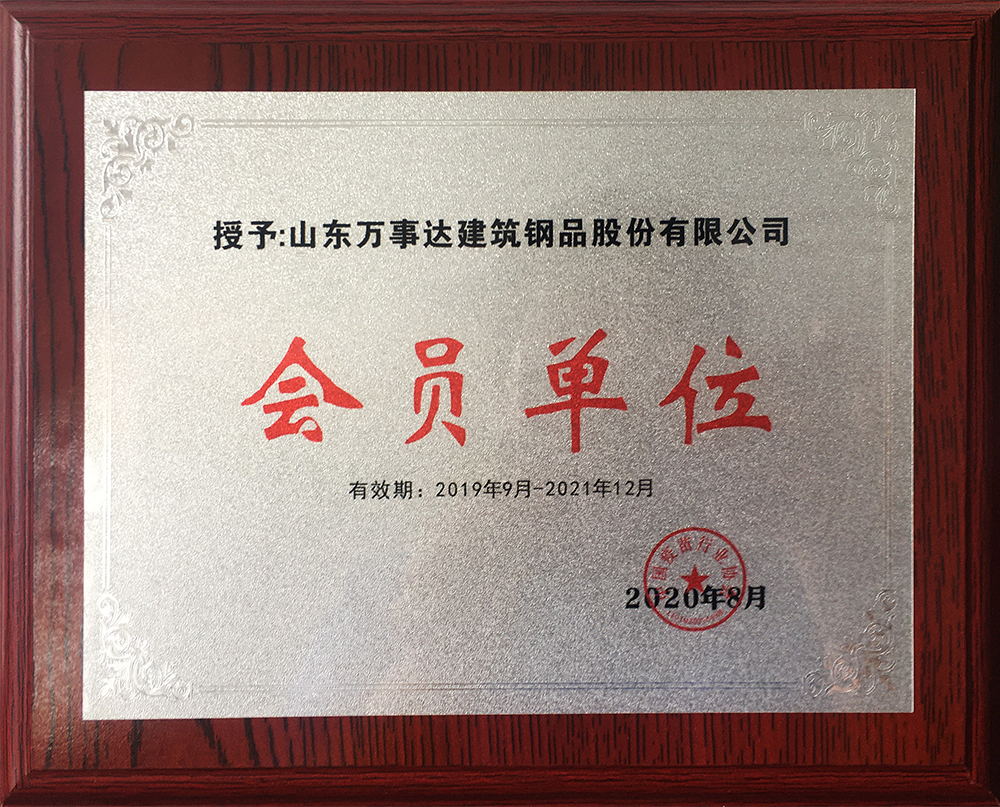 授予:山东万事达建筑钢品股份有限公司
会员单位
有效期：2019年9月-2021年12月
2020年8月